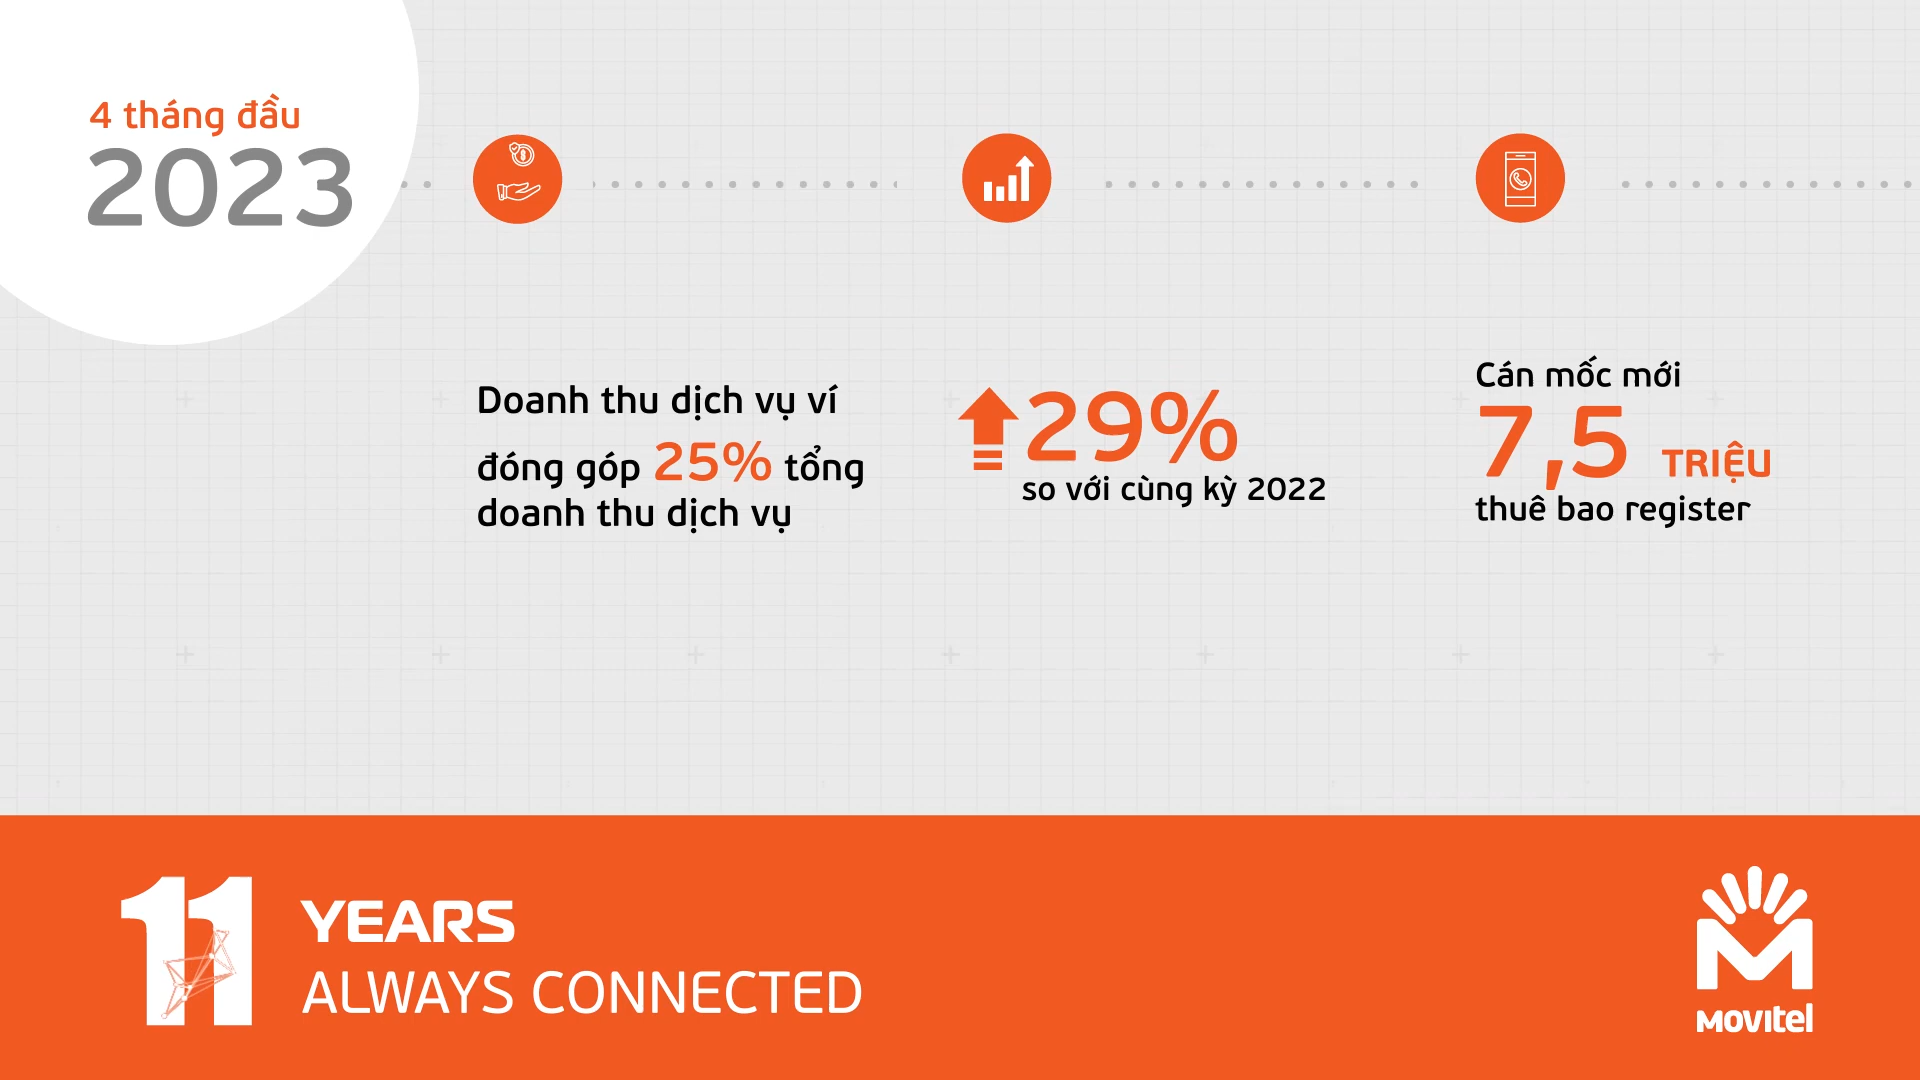 4 tháng đầu
2023
Doanh thu dịch vụ ví
đóng góp 25% tổng
doanh thu dịch vụ
29%
so với cùng kỳ 2022
Cán mốc mới
7,5 TRIỆU
thuê bao register
11 YEARS
ALWAYS CONNECTED
MOVITEL